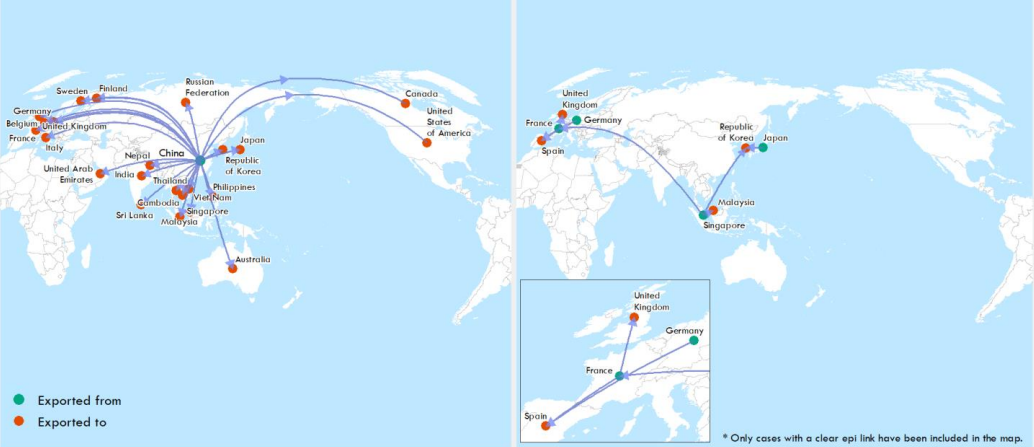 Sweden
Finland
Russian
Federation
Canada
United
States
of America
Germany
Belgium
United Kingdom
France
Italy
China
Japan
Republic
of Korea
Nepal
United Arab
Emirates
India
Thailand
Philippines
Viet Nam
Cambodia
Sri Lanka
Singapore
Malaysia
Australia
Exported from
Exported to
United
Kingdom
France
Germany
Spain
Republic
of Korea
Japan
Malaysia
Singapore
United
Kingdom
Germany
France
Spain
* Only cases with a clear epi link have been included in the map.